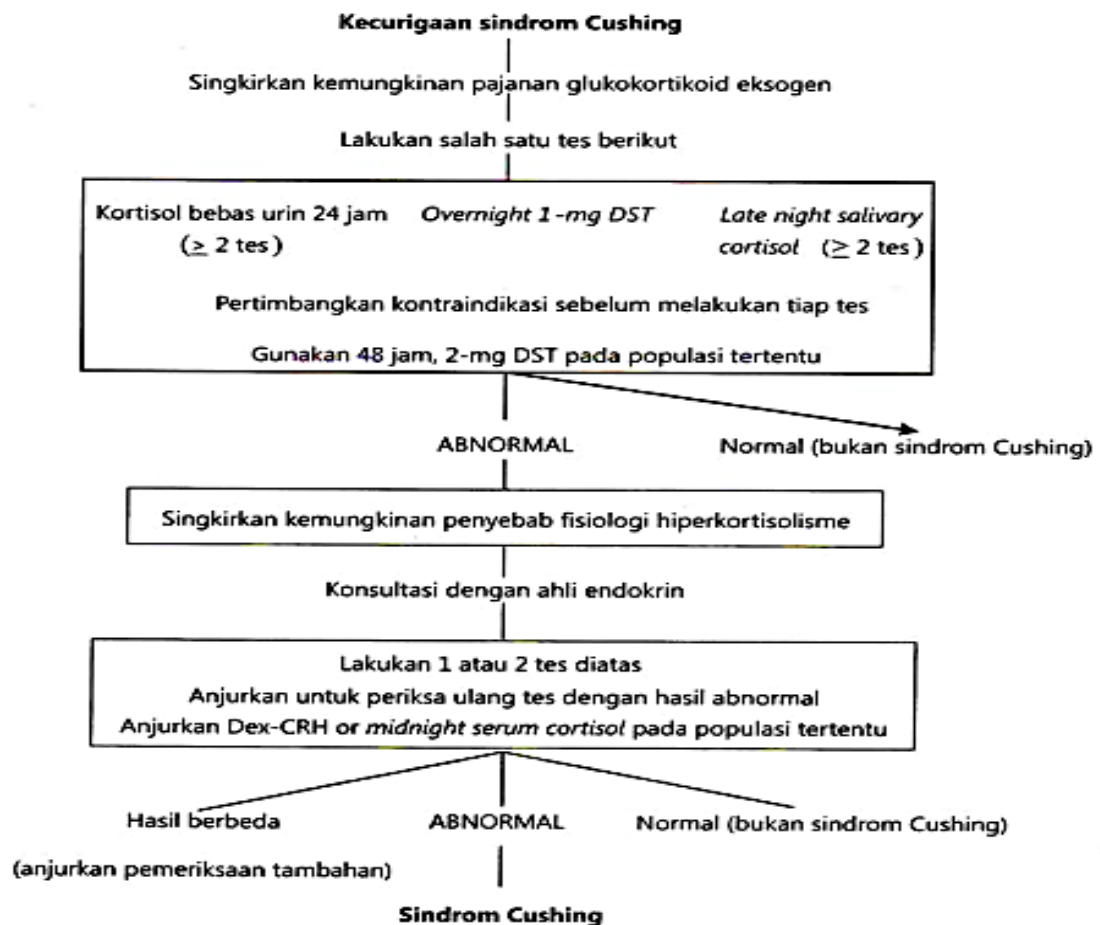 Kecurigaan sindrom Cushing
Singkirkan kemungkinan pajanan glukokortikoid eksogen
Lakukan salah satu tes berikut
Kortisol bebas urin 24 jam
(≥ 2 tes)
Overnight 1-mg DST
Late night salivary
cortisol (≥ 2 tes)
Pertimbangkan kontraindikasi sebelum melakukan tiap tes
Gunakan 48 jam, 2-mg DST pada populasi tertentu
ABNORMAL
Normal (bukan sindrom Cushing)
Singkirkan kemungkinan penyebab fisiologi hiperkortisolisme
Konsultasi dengan ahli endokrin
Lakukan 1 atau 2 tes diatas
Anjurkan untuk periksa ulang tes dengan hasil abnormal
Anjurkan Dex-CRH or midnight serum cortisol pada populasi tertentu
Hasil berbeda
(anjurkan pemeriksaan tambahan)
ABNORMAL
Normal (bukan sindrom Cushing)
Sindrom Cushing